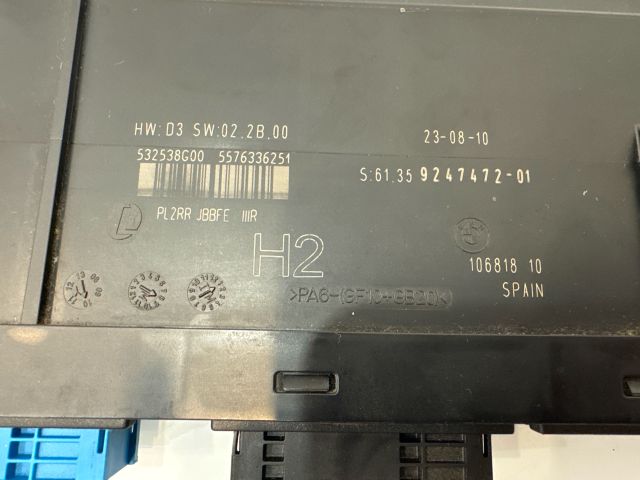 HW: D3 SW:02.2B.00
23-08-10
532538G00 5576336251
S:61.35 9247472-01
PL2RR JBBFE IIIR
H2
106818 10
>PA6-(GF10+GB20)<
SPAIN